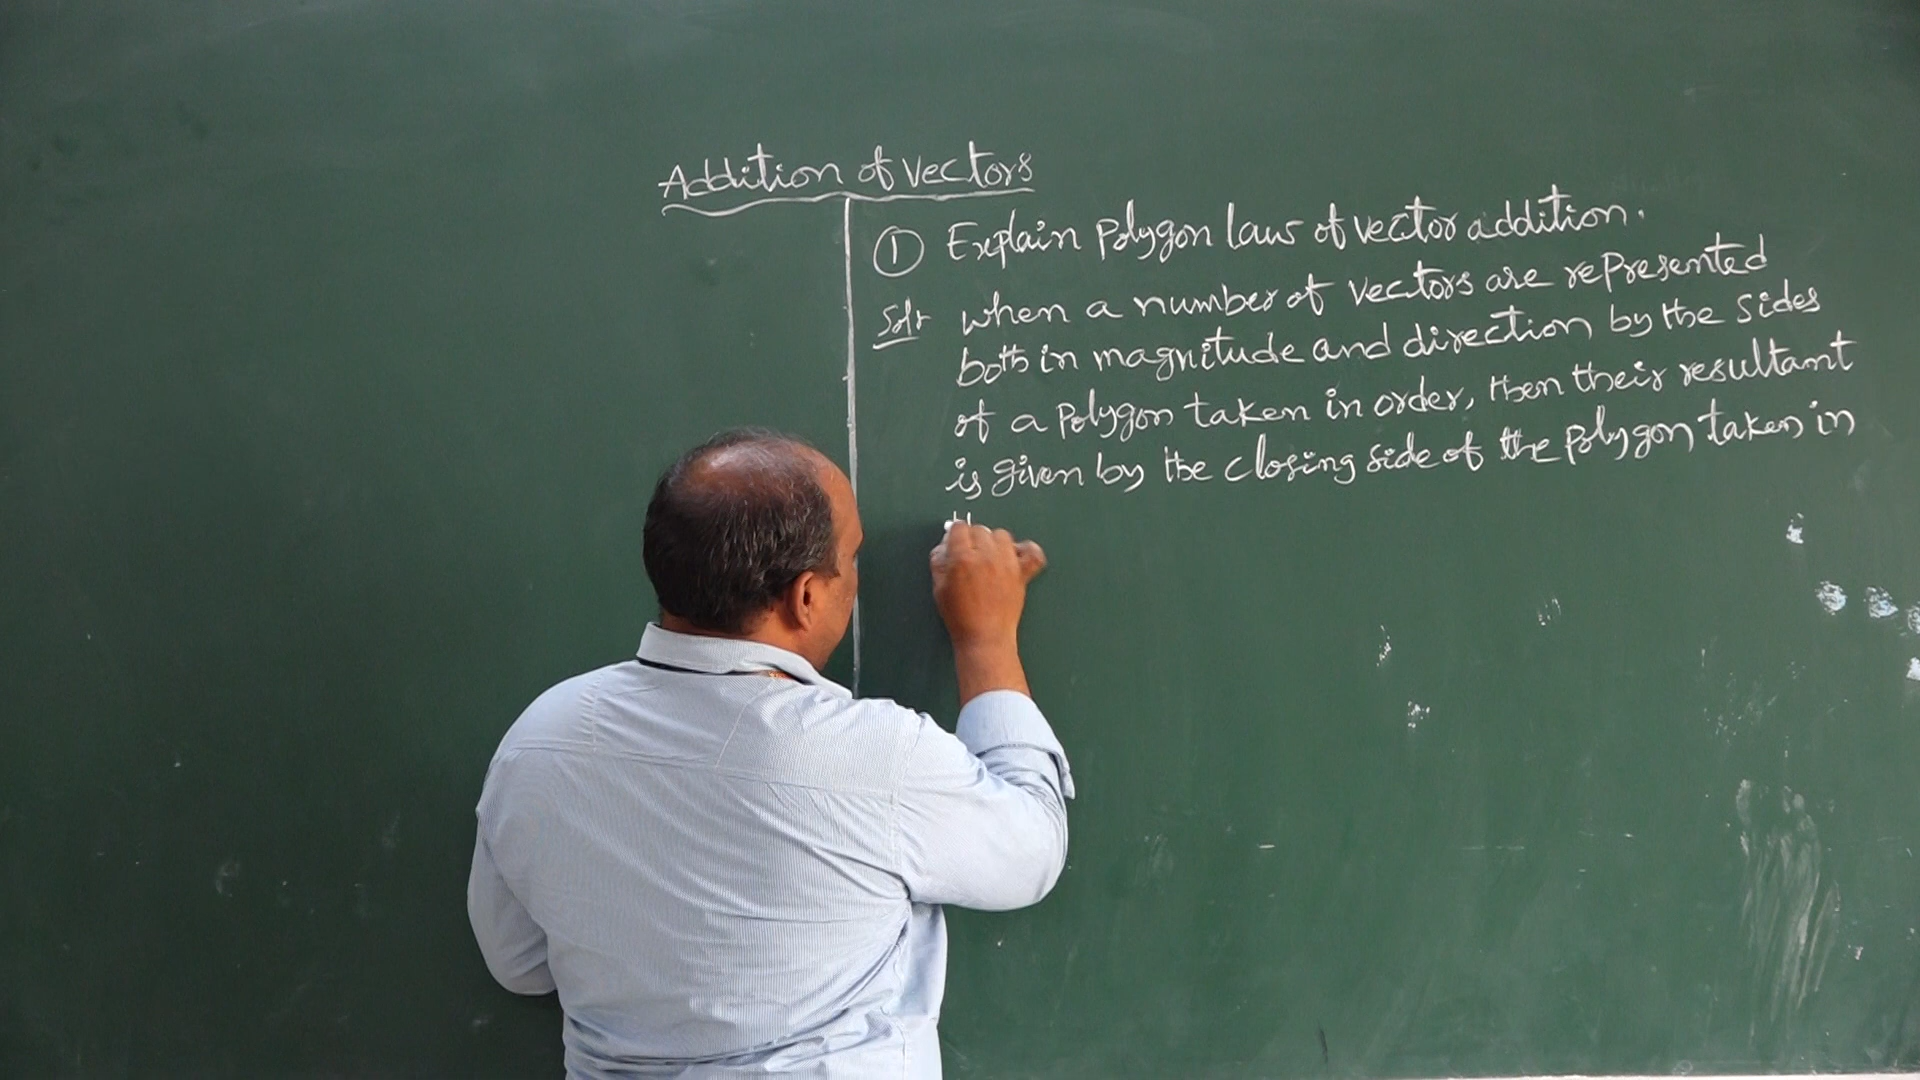 Addition of vectors
① Explain Polygon law of vector addition.
Sol: when a number of vectors are represented
both in magnitude and direction by the sides
of a Polygon taken in order, then their resultant
is given by the closing side of the polygon taken in